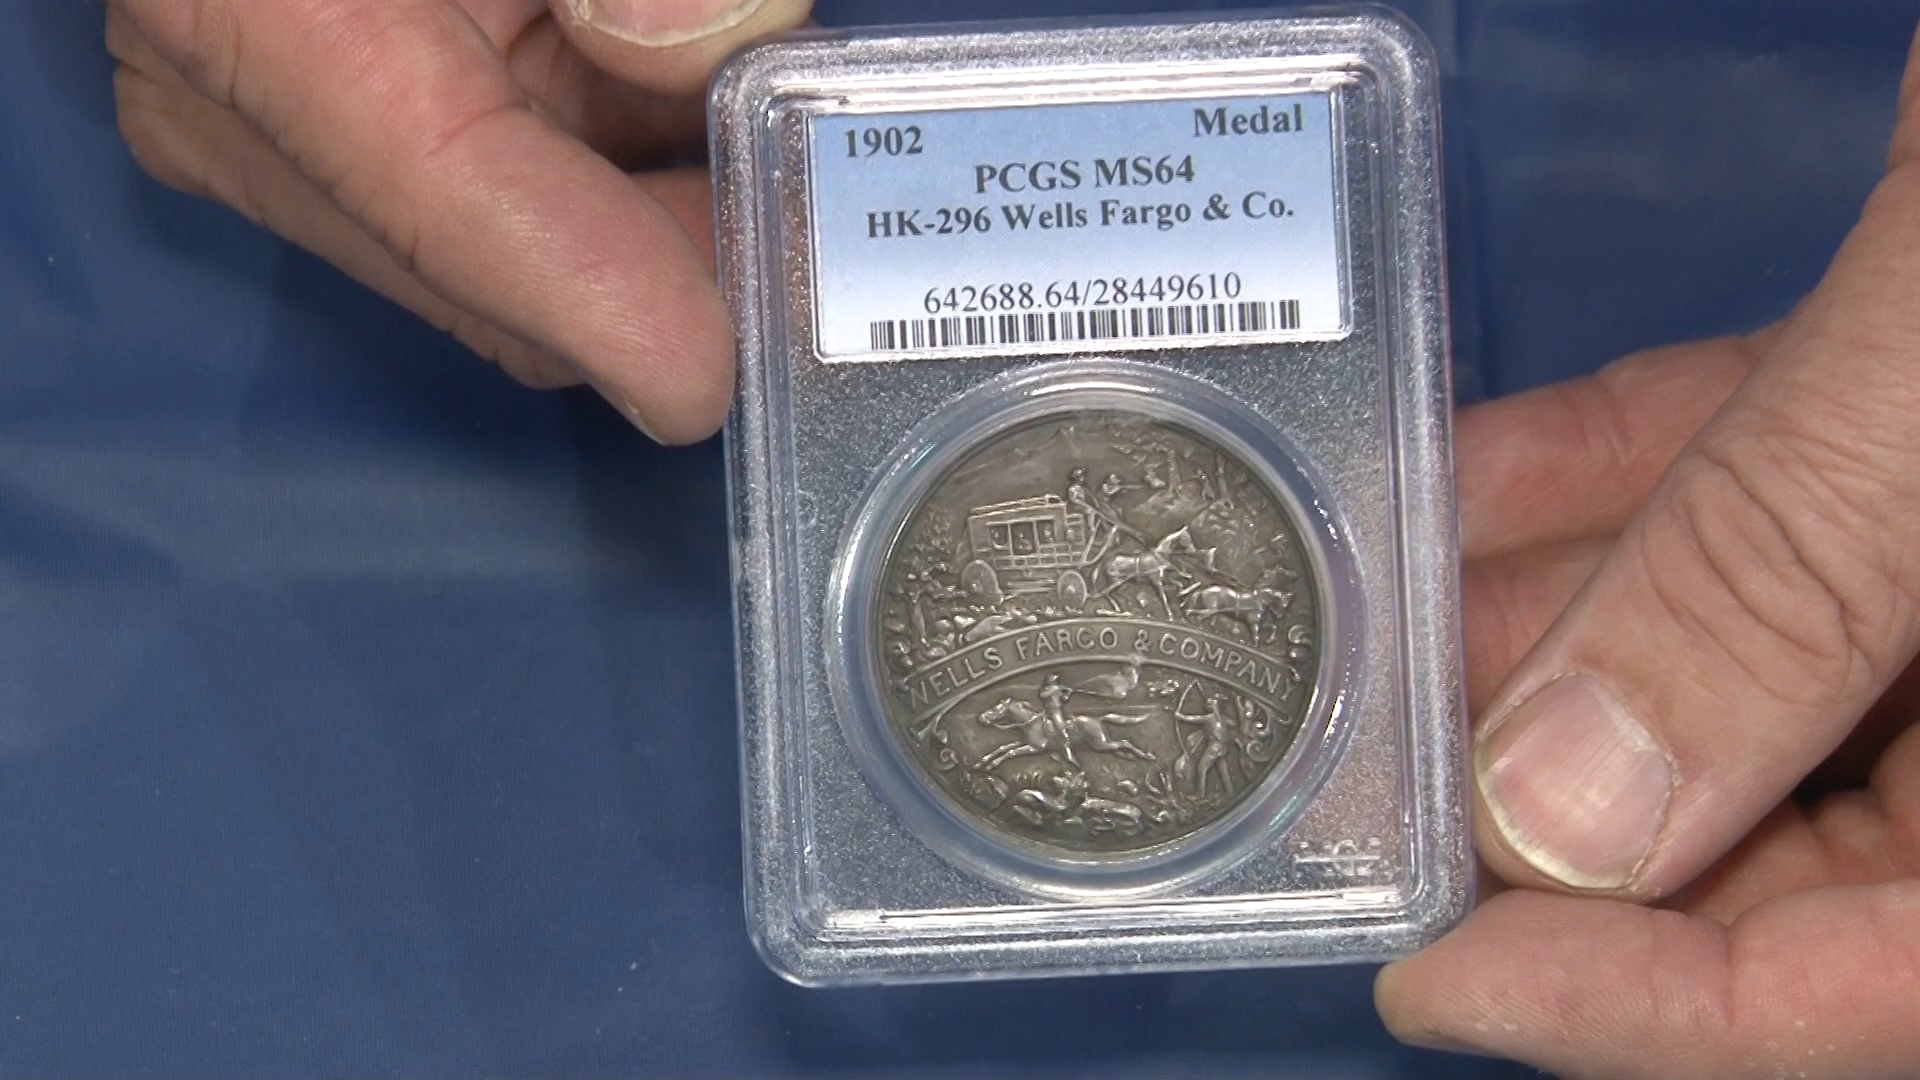 1902 Medal
PCGS MS64
HK-296 Wells Fargo & Co.
642688.64/28449610
WELLS FARGO & COMPANY